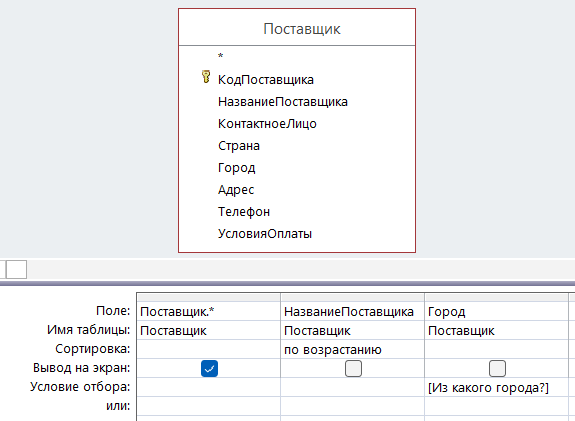 Поставщик
*
КодПоставщика
НазваниеПоставщика
КонтактноеЛицо
Страна
Город
Адрес
Телефон
УсловияОплаты
Поле: Поставщик.* НазваниеПоставщика Город
Имя таблицы: Поставщик Поставщик Поставщик
Сортировка: по возрастанию
Вывод на экран:
Условие отбора: [Из какого города?]
или: